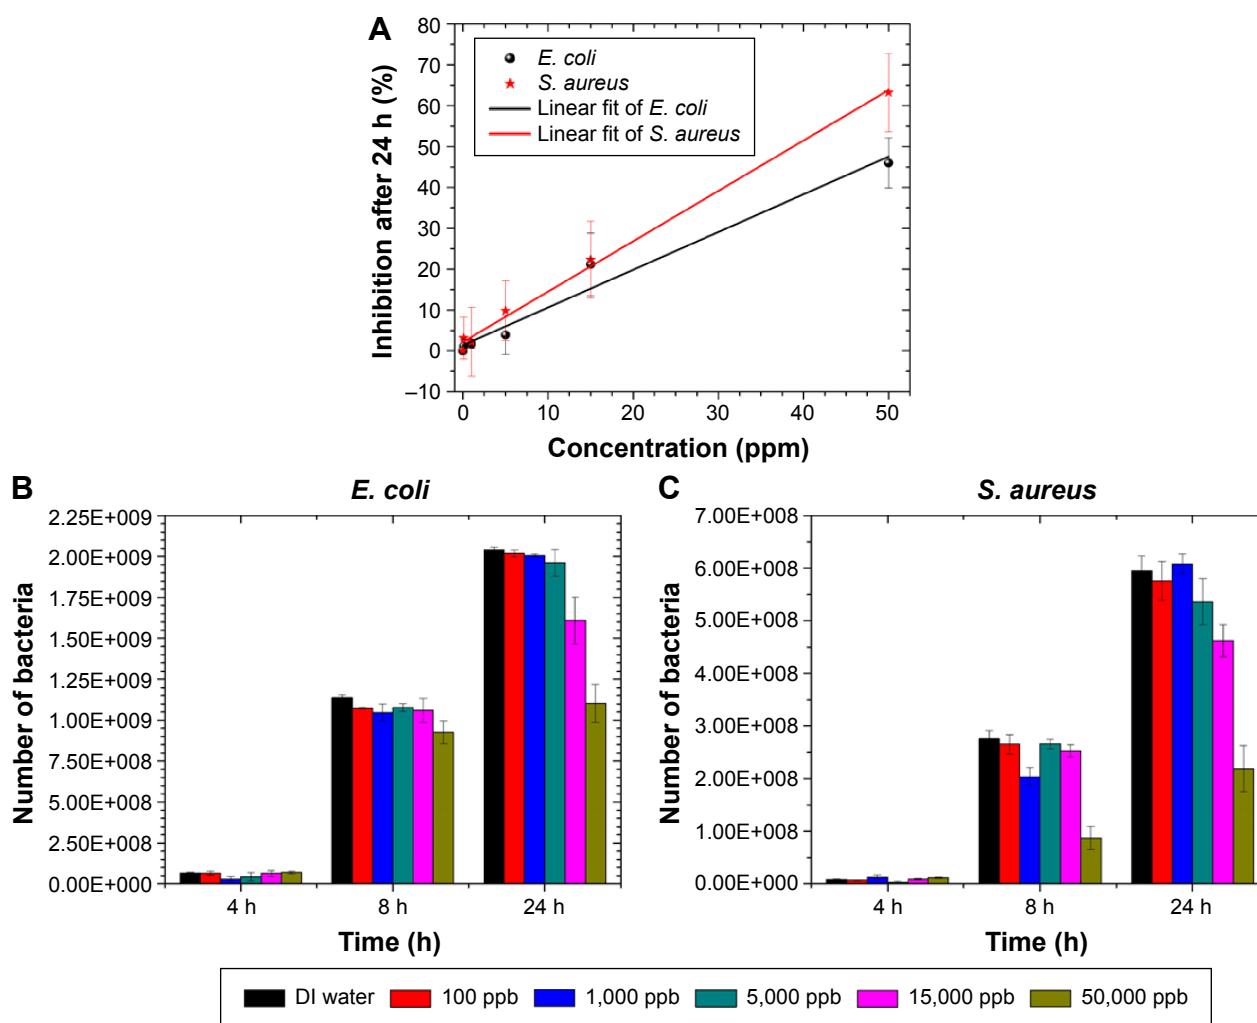 A
Inhibition after 24 h (%)
80
70
60
50
40
30
20
10
0
–10
E. coli
S. aureus
Linear fit of E. coli
Linear fit of S. aureus
0 10 20 30 40 50
Concentration (ppm)
B
E. coli
Number of bacteria
2.25E+009
2.00E+009
1.75E+009
1.50E+009
1.25E+009
1.00E+009
7.50E+008
5.00E+008
2.50E+008
0.00E+000
4 h 8 h 24 h
Time (h)
C
S. aureus
Number of bacteria
7.00E+008
6.00E+008
5.00E+008
4.00E+008
3.00E+008
2.00E+008
1.00E+008
0.00E+000
4 h 8 h 24 h
Time (h)
DI water 100 ppb 1,000 ppb 5,000 ppb 15,000 ppb 50,000 ppb